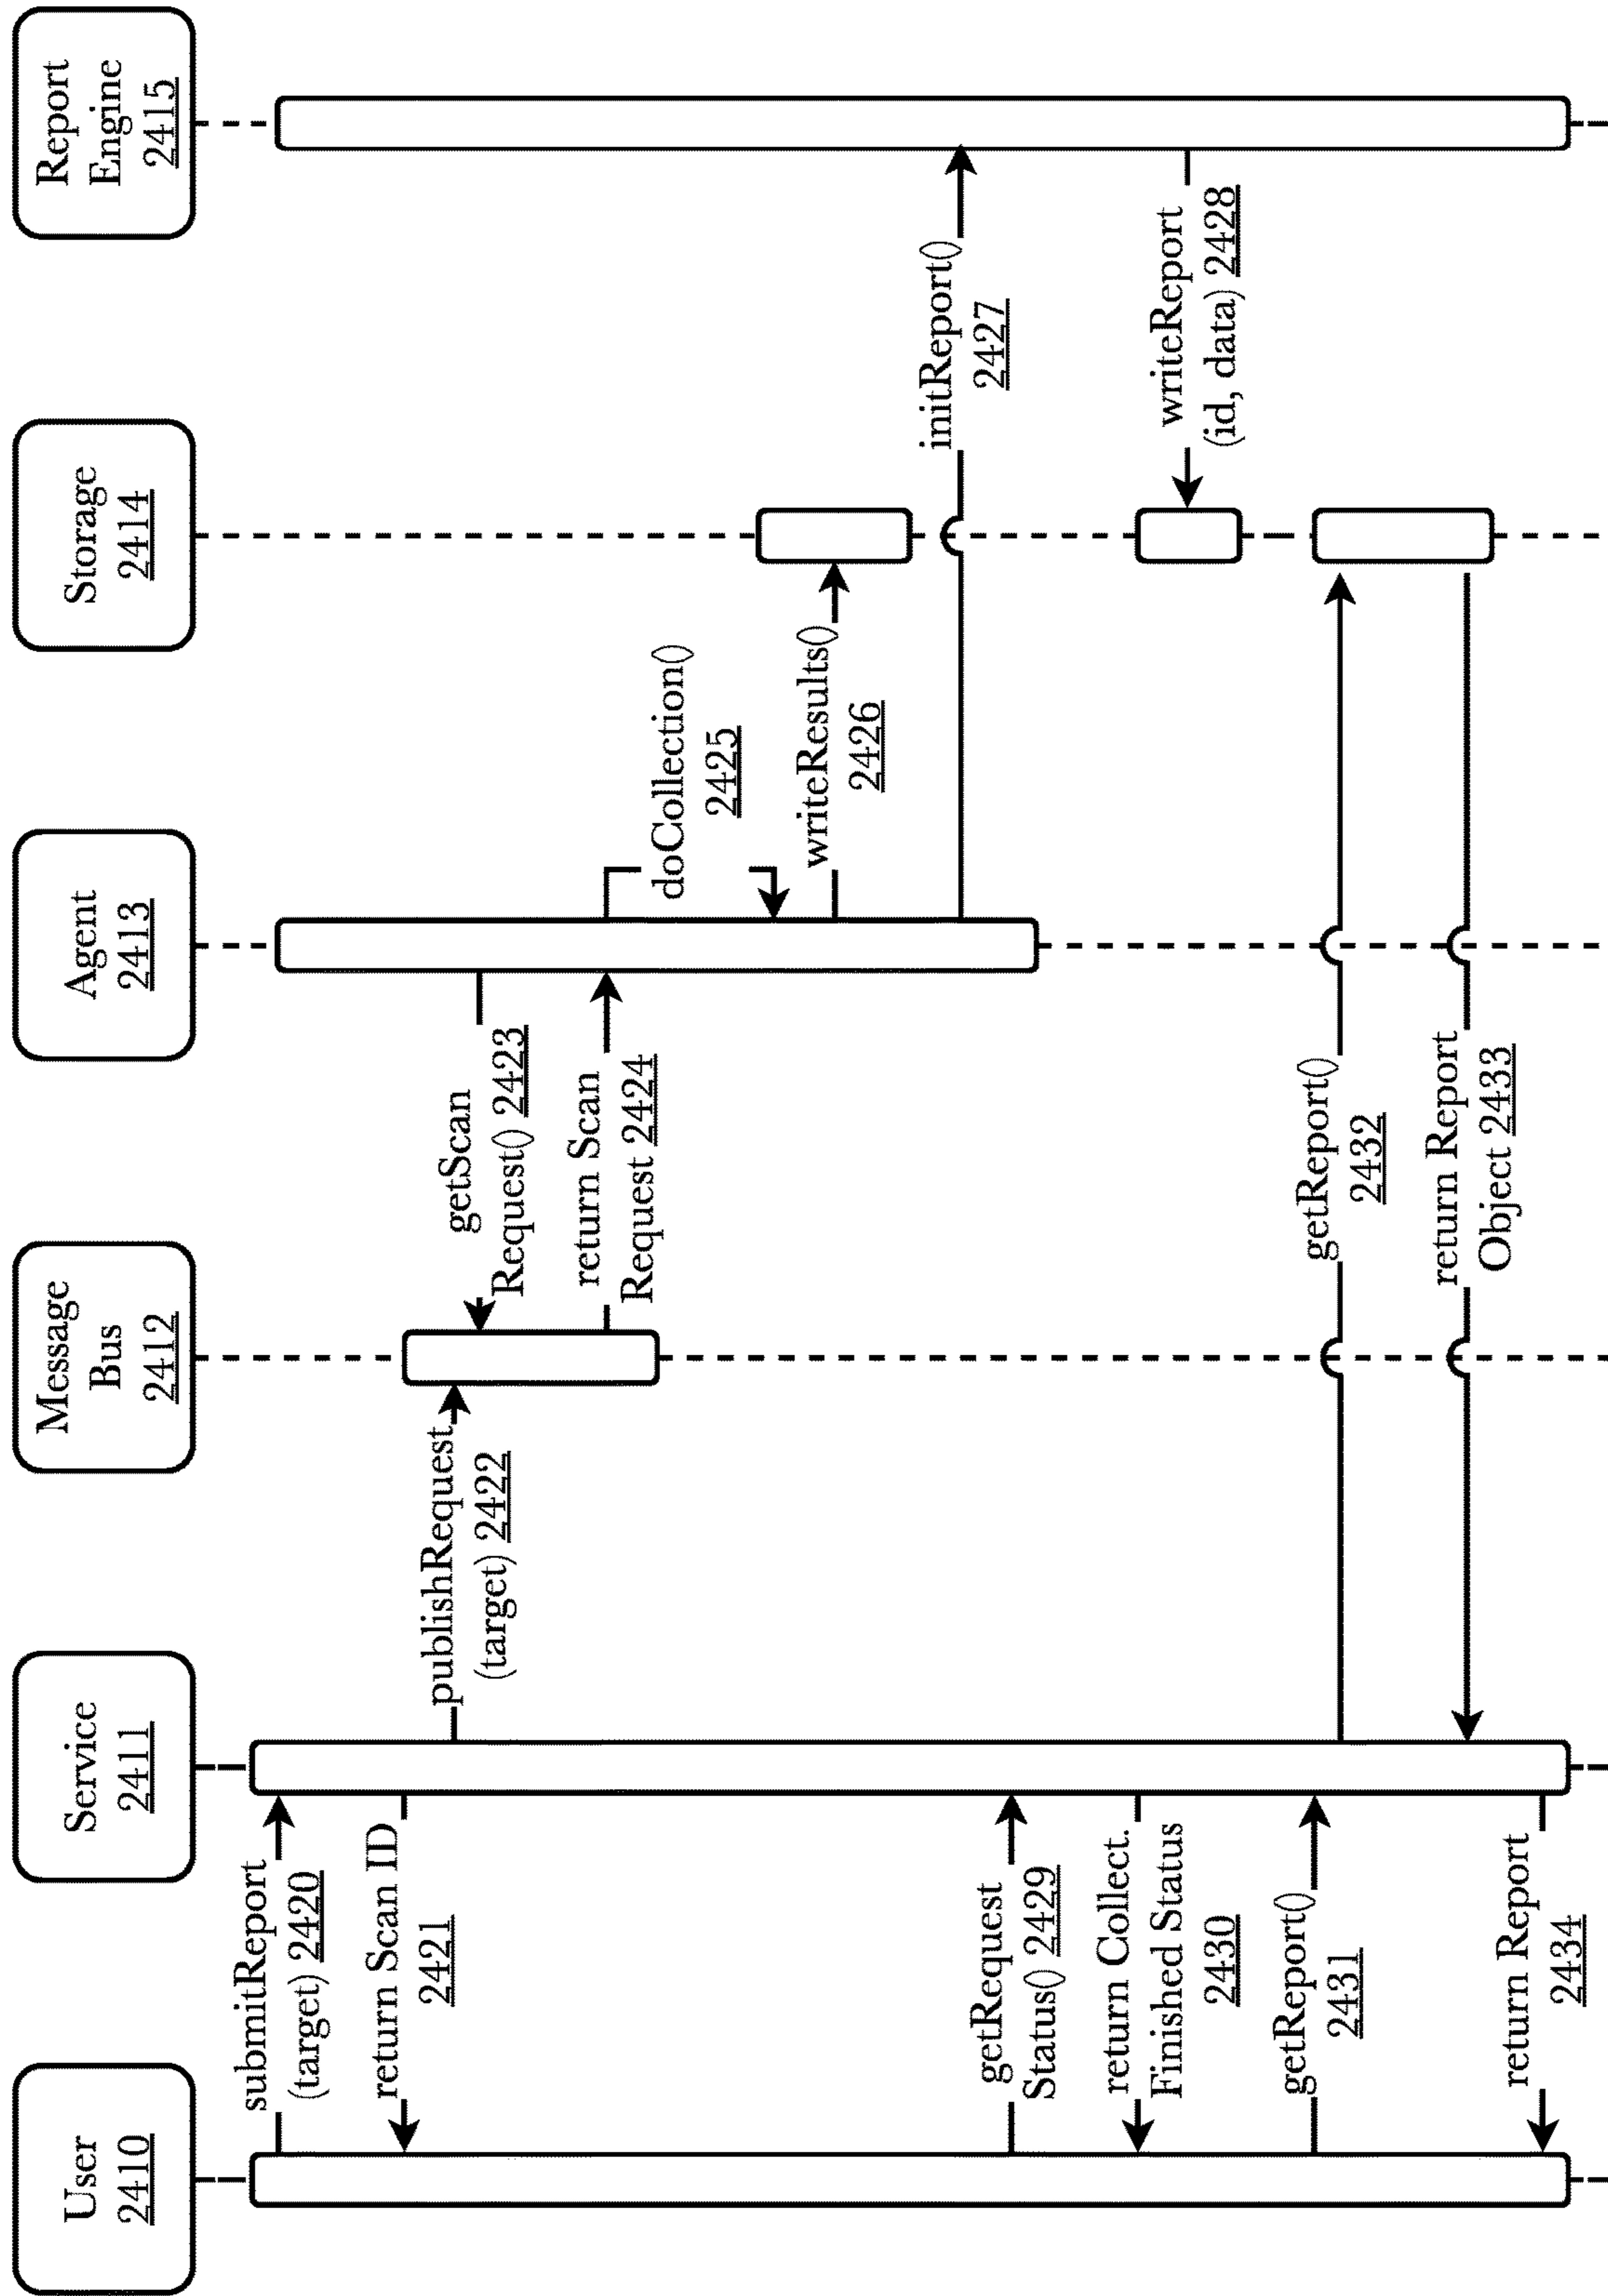 User
2410
Service
2411
Message
Bus
2412
Agent
2413
Storage
2414
Report
Engine
2415
submitReport
(target) 2420
return Scan ID
2421
publishRequest
(target) 2422
getScan
Request() 2423
return Scan
Request 2424
doCollection()
2425
writeResults()
2426
initReport()
2427
writeReport
(id, data) 2428
getRequest
Status() 2429
return Collect.
Finished Status
2430
getReport()
2431
getReport()
2432
return Report
Object 2433
return Report
2434